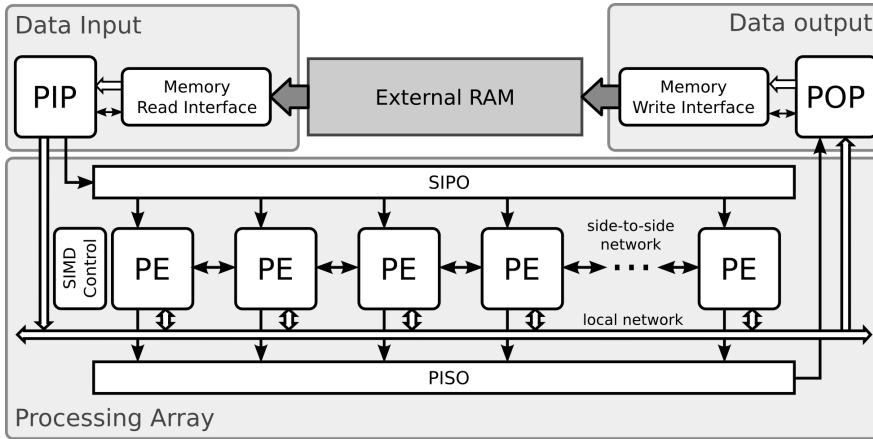 Data Input
Data output
PIP
Memory
Read Interface
External RAM
Memory
Write Interface
POP
SIPO
SIMD
Control
PE
PE
PE
PE
side-to-side
network
...
PE
local network
PISO
Processing Array